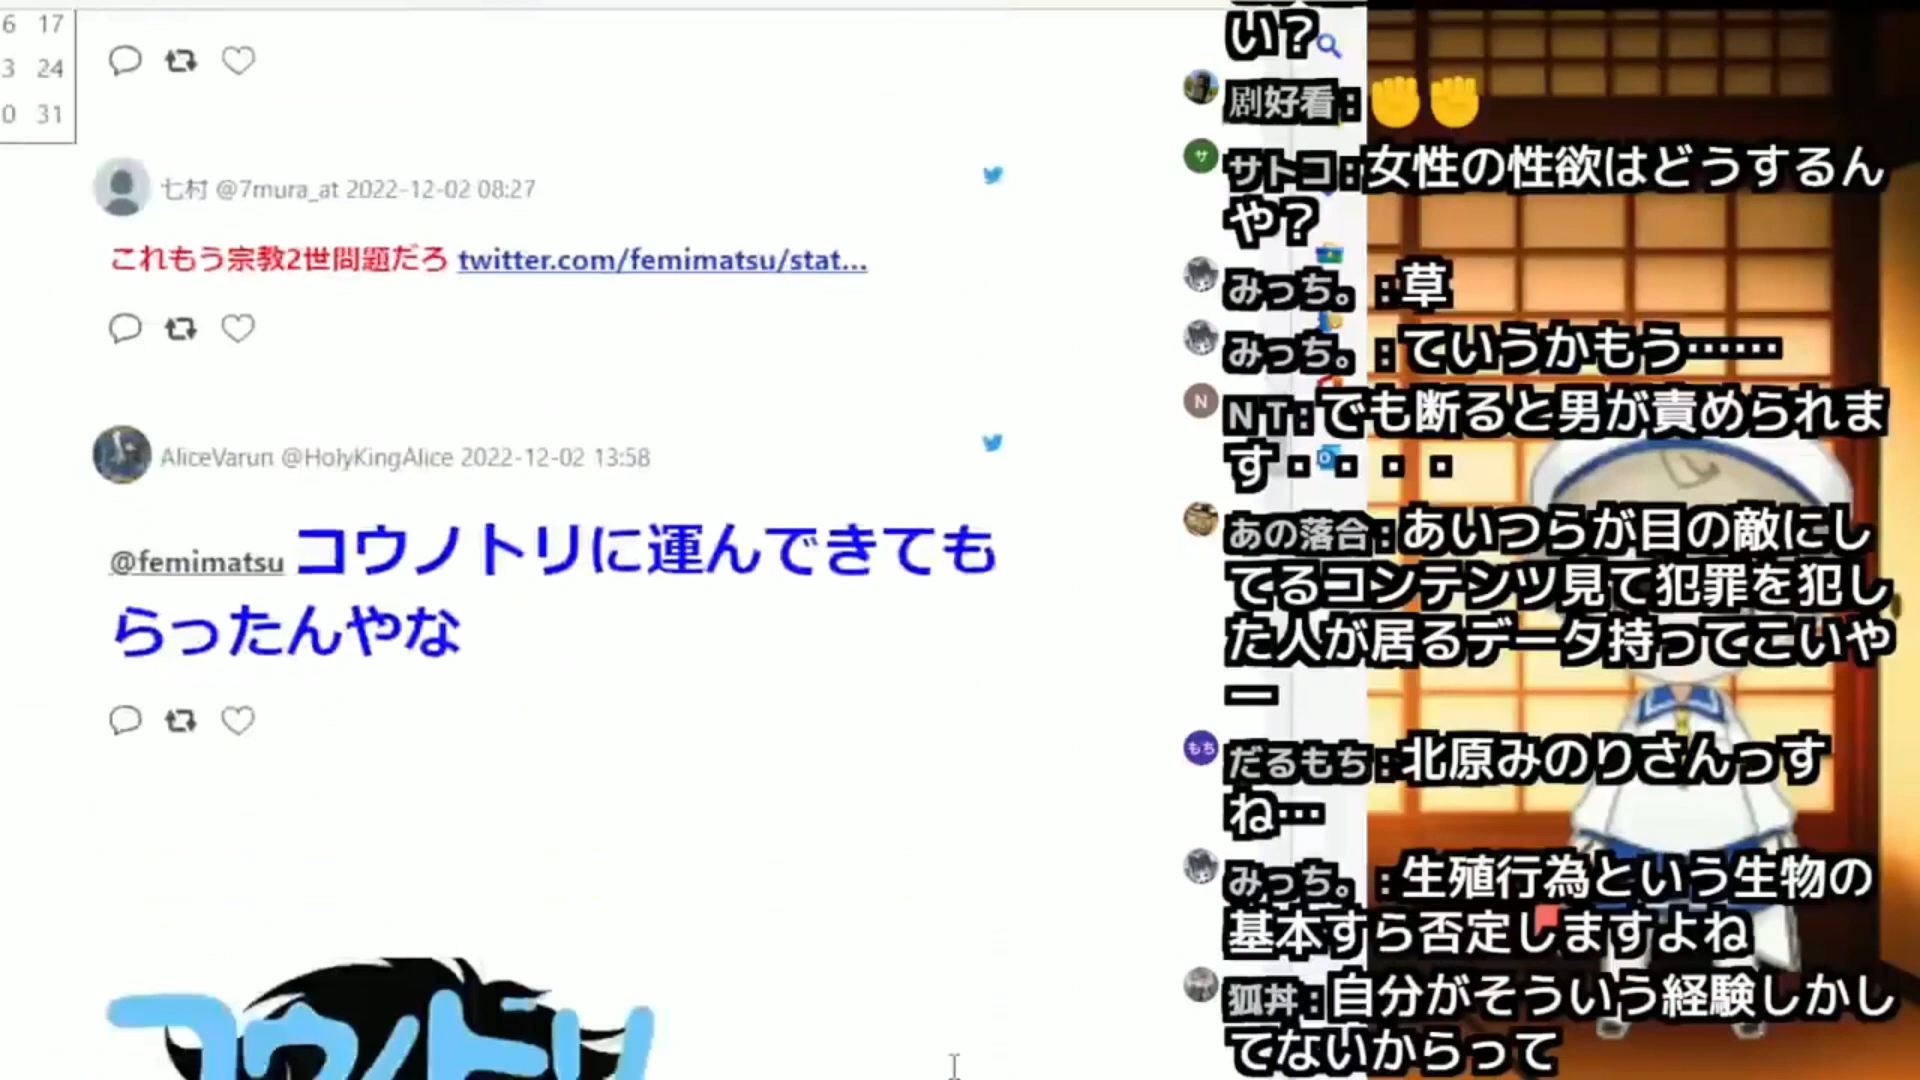 6 17
3 24
0 31
七村 @7mura_at 2022-12-02 08:27
これもう宗教2世問題だろ twitter.com/femimatsu/stat...
AliceVarun @HolyKingAlice 2022-12-02 13:58
@femimatsu コウノトリに運んできても
らったんやな
コウノドリ
い?
剧好看:
サ
サトコ:女性の性欲はどうするん
や?
みっち。:草
みっち。:ていうかもう……
N
NT:でも断ると男が責められま
す・・・・
あの落合:あいつらが目の敵にし
てるコンテンツ見て犯罪を犯し
た人が居るデータ持ってこいや
ー
もち
だるもち:北原みのりさんっす
ね…
みっち。:生殖行為という生物の
基本すら否定しますよね
狐丼:自分がそういう経験しかし
てないからって